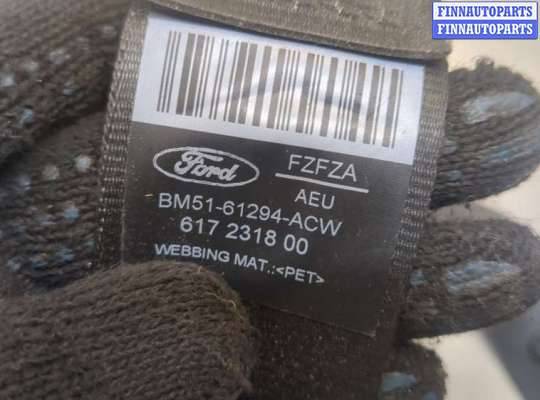 FINNAUTOPARTS
FINNAUTOPARTS
Ford
FZFZA
AEU
BM51-61294-ACW
617 2318 00
WEBBING MAT.:<PET>